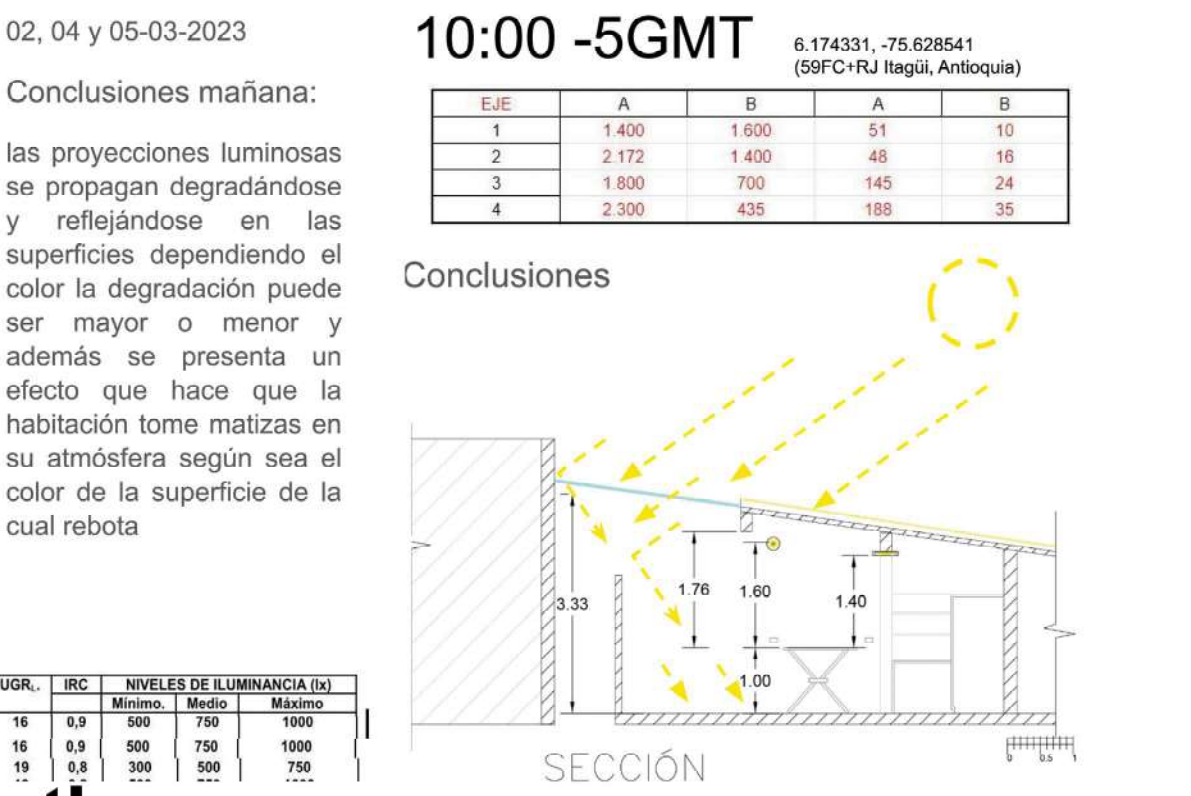 02, 04 y 05-03-2023
Conclusiones mañana:
las proyecciones luminosas
se propagan degradándose
y reflejándose en las
superficies dependiendo el
color la degradación puede
ser mayor o menor y
además se presenta un
efecto que hace que la
habitación tome matizas en
su atmósfera según sea el
color de la superficie de la
cual rebota
10:00 -5GMT
6.174331, -75.628541
(59FC+RJ Itagüi, Antioquia)
EJE A B A B
1 1.400 1.600 51 10
2 2.172 1.400 48 16
3 1.800 700 145 24
4 2.300 435 188 35
Conclusiones
3.33
1.76
1.60
1.40
1.00
SECCIÓN
0 0.5 1
UGRL. IRC NIVELES DE ILUMINANCIA (lx)
Mínimo. Medio Máximo
16 0,9 500 750 1000
16 0,9 500 750 1000
19 0,8 300 500 750